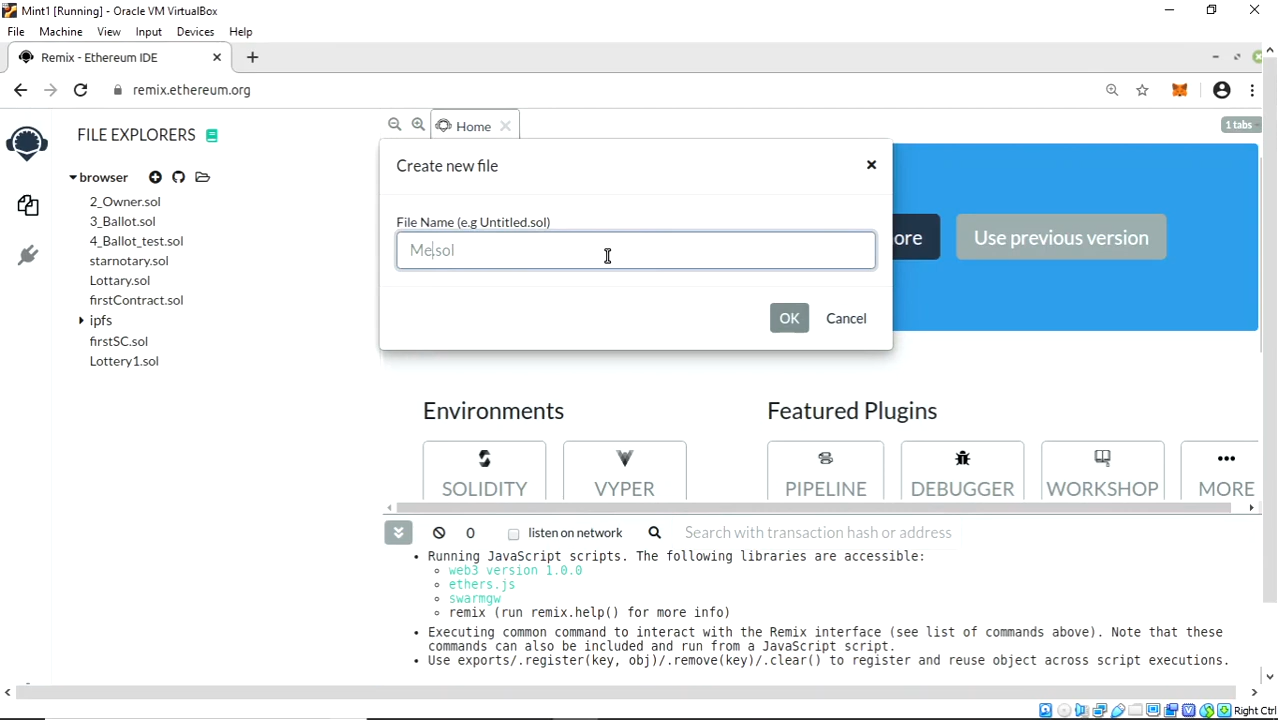 Mint1 [Running] - Oracle VM VirtualBox
File Machine View Input Devices Help
Remix - Ethereum IDE
remix.ethereum.org
FILE EXPLORERS
Home
1 tabs
browser
2_Owner.sol
3_Ballot.sol
4_Ballot_test.sol
starnotary.sol
Lottary.sol
firstContract.sol
ipfs
firstSC.sol
Lottery1.sol
Create new file
File Name (e.g Untitled.sol)
Me.sol
OK Cancel
ore
Use previous version
Environments
Featured Plugins
SOLIDITY
VYPER
PIPELINE
DEBUGGER
WORKSHOP
MORE
0
listen on network
Search with transaction hash or address
• Running JavaScript scripts. The following libraries are accessible:
web3 version 1.0.0
ethers.js
swarmgw
remix (run remix.help() for more info)
• Executing common command to interact with the Remix interface (see list of commands above). Note that these
commands can also be included and run from a JavaScript script.
• Use exports/.register(key, obj)/.remove(key)/.clear() to register and reuse object across script executions.
Right Ctrl